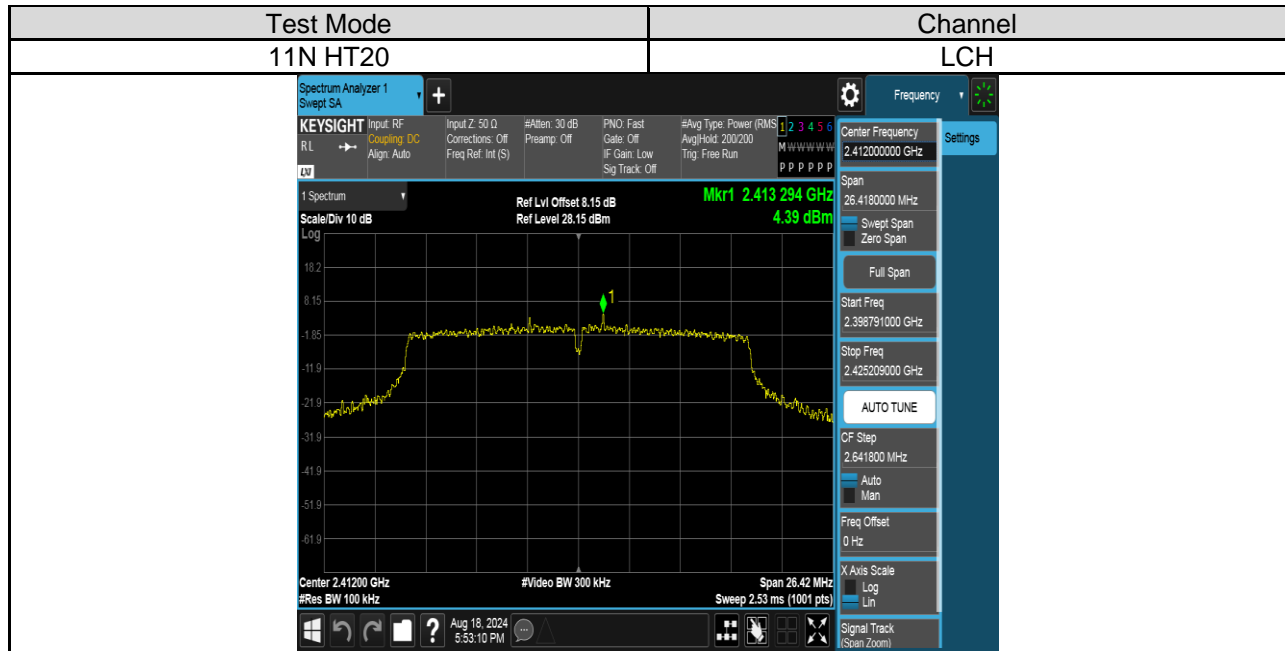 Test Mode
Channel
11N HT20
LCH
Spectrum Analyzer 1
Swept SA
+
Frequency
KEYSIGHT
RL
LXI
Input: RF
Coupling: DC
Align: Auto
Input Z: 50 Ω
Corrections: Off
Freq Ref: Int (S)
#Atten: 30 dB
Preamp: Off
PNO: Fast
Gate: Off
IF Gain: Low
Sig Track: Off
#Avg Type: Power (RMS
Avg|Hold: 200/200
Trig: Free Run
1 2 3 4 5 6
M W W W W W
P P P P P P
Center Frequency
2.412000000 GHz
Settings
1 Spectrum
Scale/Div 10 dB
Ref Lvl Offset 8.15 dB
Ref Level 28.15 dBm
Mkr1 2.413 294 GHz
4.39 dBm
Log
18.2
8.15
-1.85
-11.9
-21.9
-31.9
-41.9
-51.9
-61.9
1
Span
26.4180000 MHz
Swept Span
Zero Span
Full Span
Start Freq
2.398791000 GHz
Stop Freq
2.425209000 GHz
AUTO TUNE
CF Step
2.641800 MHz
Auto
Man
Freq Offset
0 Hz
X Axis Scale
Log
Lin
Signal Track
(Span Zoom)
Center 2.41200 GHz
#Video BW 300 kHz
Span 26.42 MHz
#Res BW 100 kHz
Sweep 2.53 ms (1001 pts)
?
Aug 18, 2024
5:53:10 PM